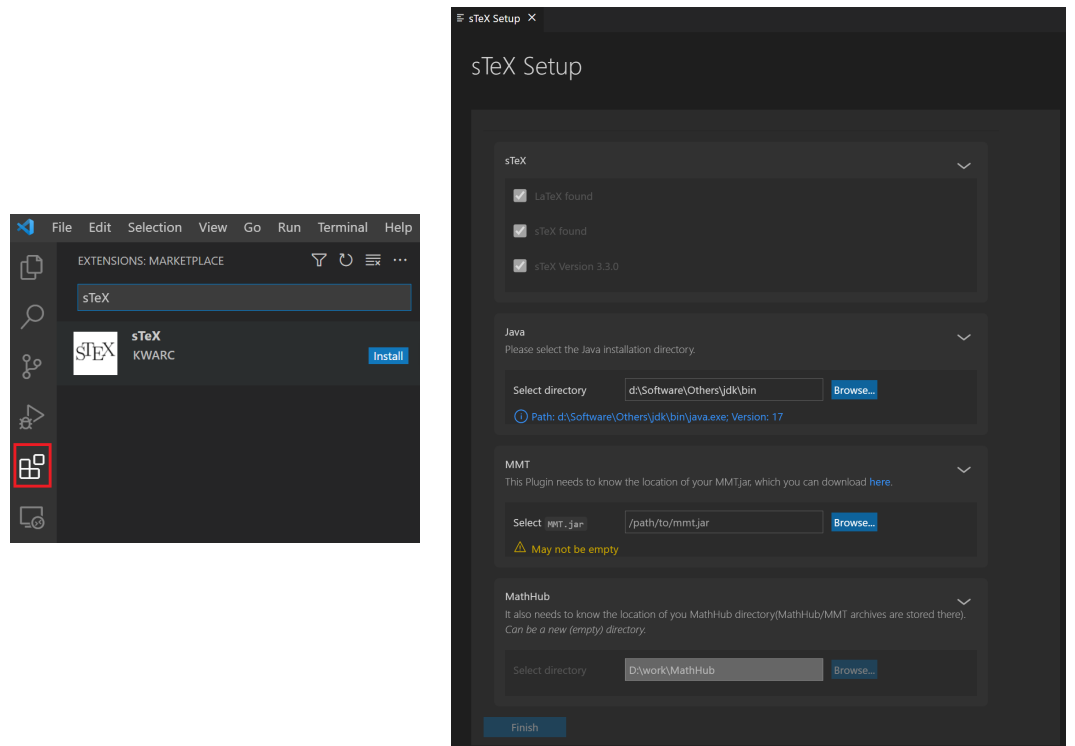 File Edit Selection View Go Run Terminal Help
EXTENSIONS: MARKETPLACE
sTeX
sTeX
sTeX
KWARC
Install
sTeX Setup
sTeX Setup
sTeX
LaTeX found
sTeX found
sTeX Version 3.3.0
Java
Please select the Java installation directory.
Select directory d:\Software\Others\jdk\bin Browse...
Path: d:\Software\Others\jdk\bin\java.exe; Version: 17
MMT
This Plugin needs to know the location of your MMT.jar, which you can download here.
Select MMT.jar /path/to/mmt.jar Browse...
May not be empty
MathHub
It also needs to know the location of you MathHub directory(MathHub/MMT archives are stored there).
Can be a new (empty) directory.
Select directory D:\work\MathHub Browse...
Finish